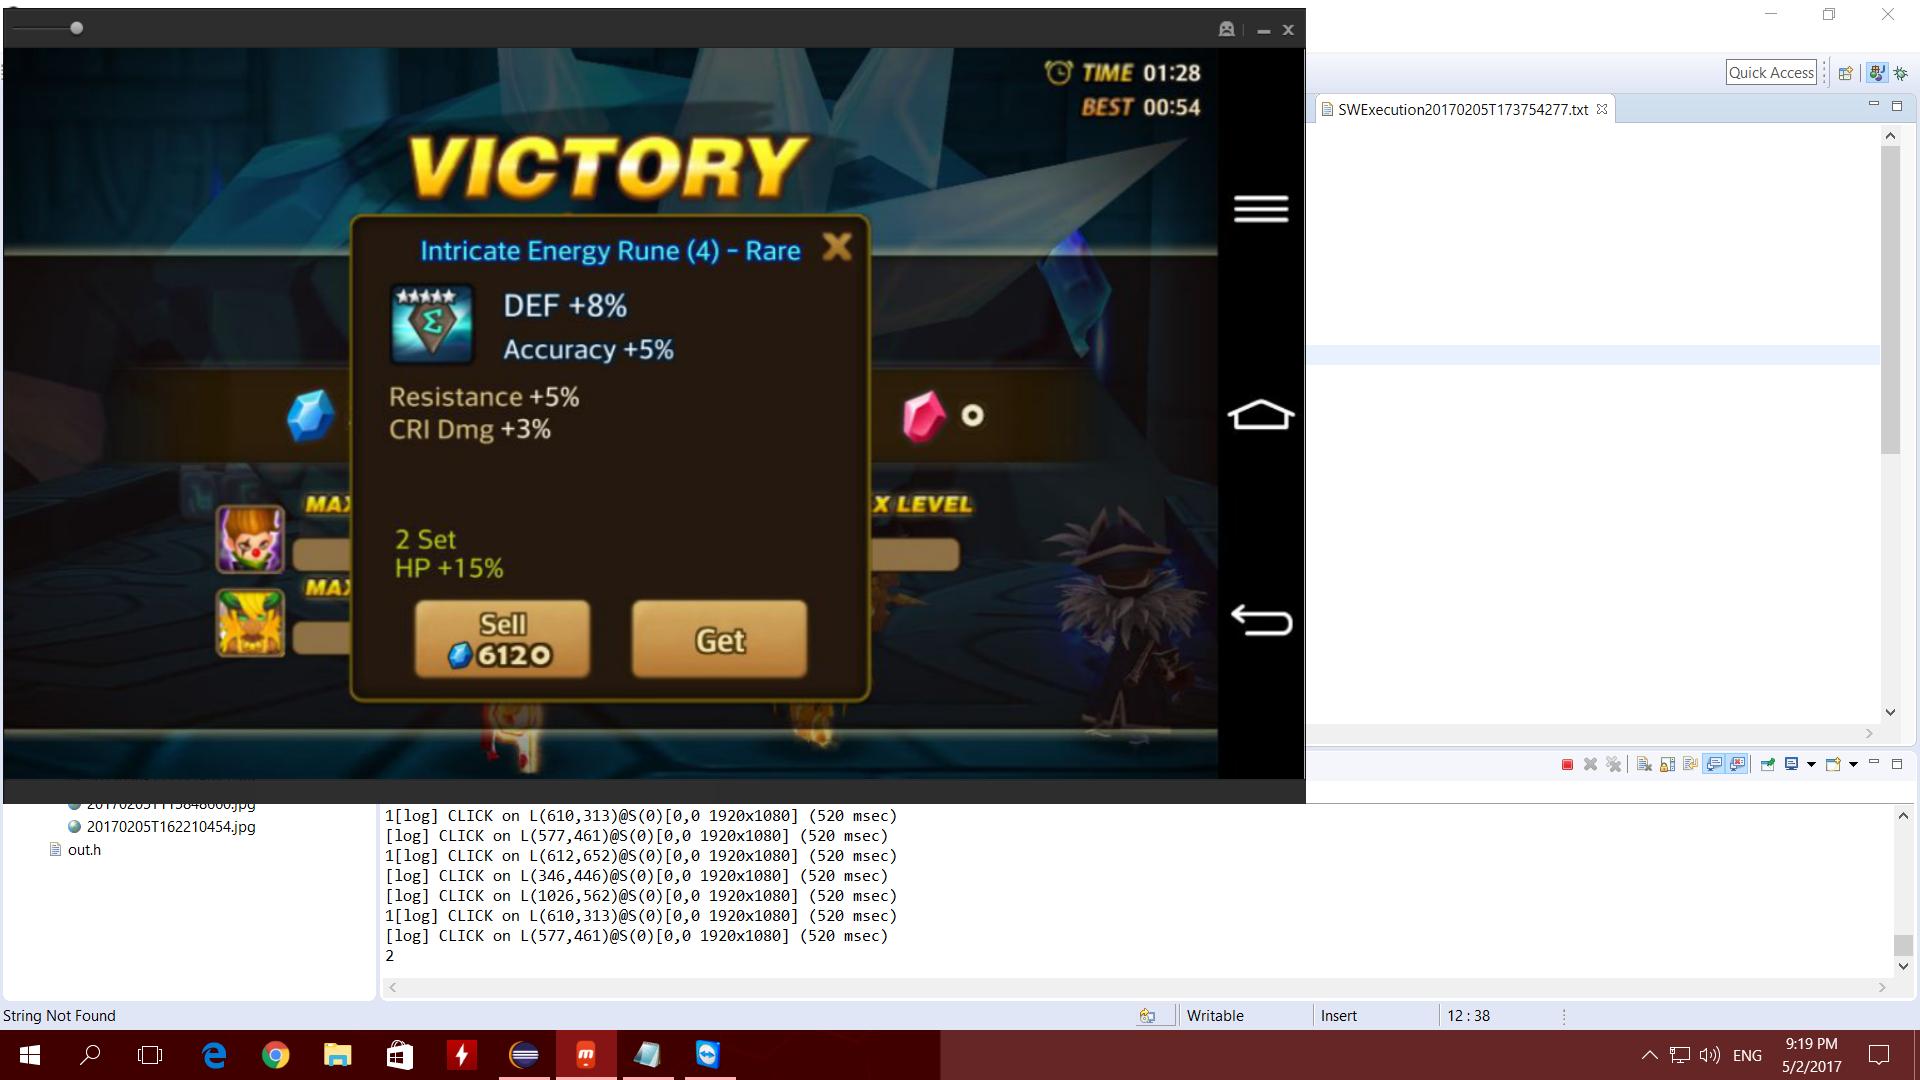 TIME 01:28
BEST 00:54
VICTORY
Intricate Energy Rune (4) - Rare
DEF +8%
Accuracy +5%
Resistance +5%
CRI Dmg +3%
0
MAX
X LEVEL
2 Set
HP +15%
MAX
Sell
6120
Get
Quick Access
SWExecution20170205T173754277.txt
20170205T115848600.jpg
20170205T162210454.jpg
out.h
1[log] CLICK on L(610,313)@S(0)[0,0 1920x1080] (520 msec)
[log] CLICK on L(577,461)@S(0)[0,0 1920x1080] (520 msec)
1[log] CLICK on L(612,652)@S(0)[0,0 1920x1080] (520 msec)
[log] CLICK on L(346,446)@S(0)[0,0 1920x1080] (520 msec)
[log] CLICK on L(1026,562)@S(0)[0,0 1920x1080] (520 msec)
1[log] CLICK on L(610,313)@S(0)[0,0 1920x1080] (520 msec)
[log] CLICK on L(577,461)@S(0)[0,0 1920x1080] (520 msec)
2
String Not Found
Writable
Insert
12 : 38
ENG
9:19 PM
5/2/2017